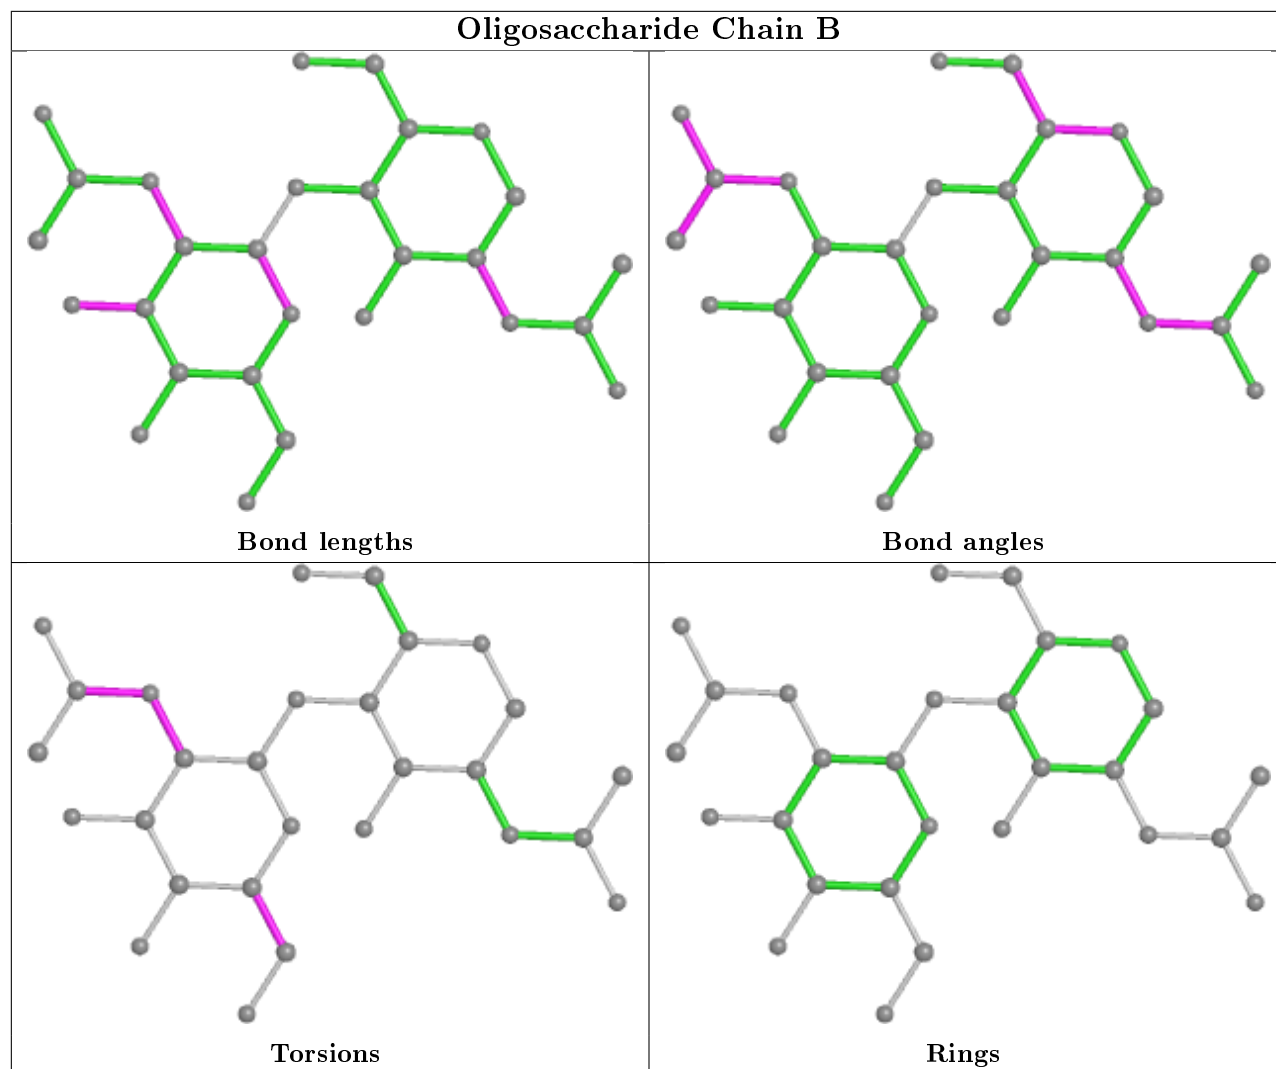 Oligosaccharide Chain B
Bond lengths
Bond angles
Torsions
Rings